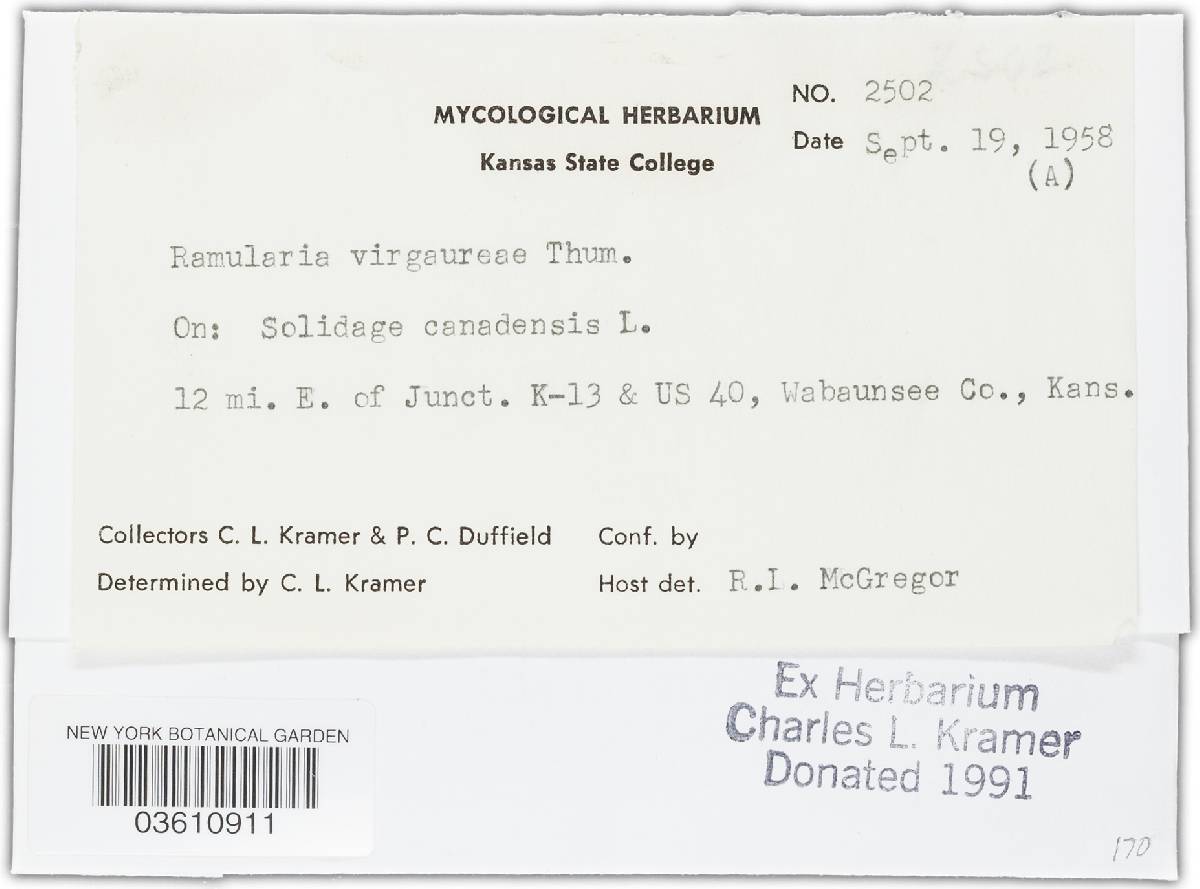 MYCOLOGICAL HERBARIUM
Kansas State College
NO. 2502
Date Sept. 19, 1958
(A)
Ramularia virgaureae Thum.
On: Solidage canadensis L.
12 mi. E. of Junct. K-13 & US 40, Wabaunsee Co., Kans.
Collectors C. L. Kramer & P. C. Duffield
Conf. by
Determined by C. L. Kramer
Host det. R.L. McGregor
Ex Herbarium
Charles L. Kramer
Donated 1991
NEW YORK BOTANICAL GARDEN
03610911
170